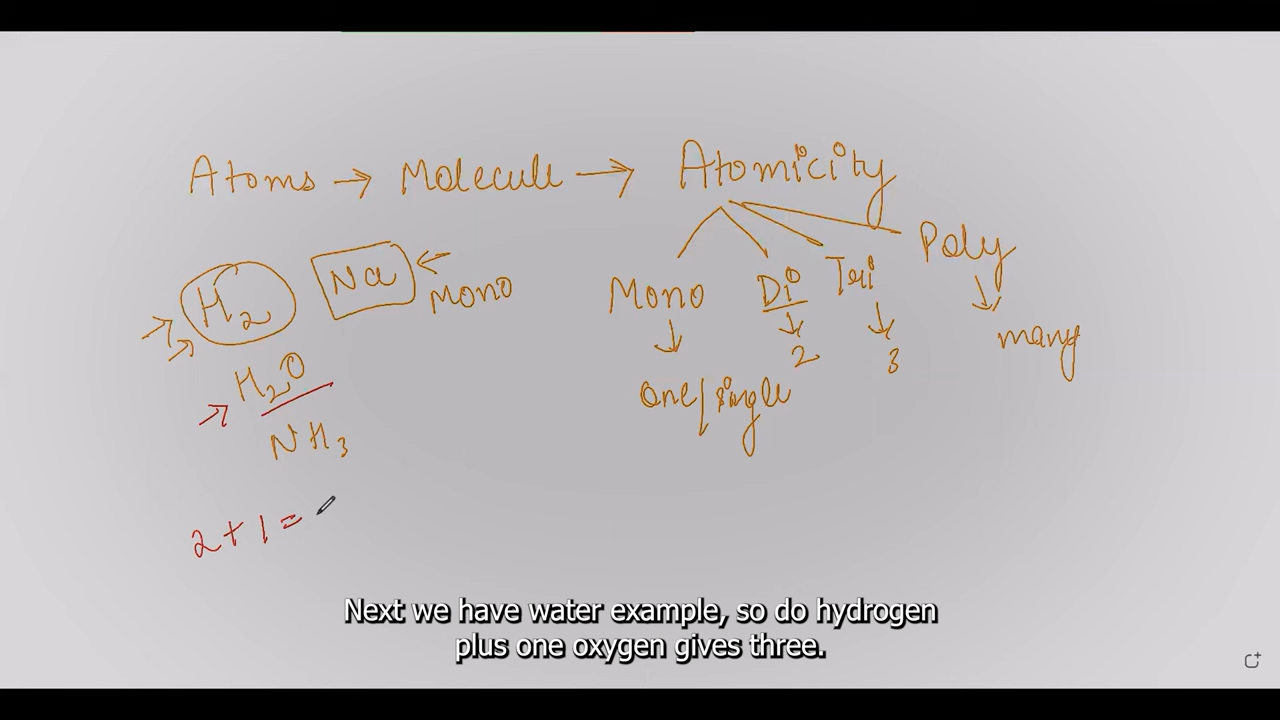 Atoms → Molecule → Atomicity
Poly
H2 Na ← Mono
Mono Di Tri
many
One/single 2 3
H2O
NH3
2 + 1 =
Next we have water example, so do hydrogen
plus one oxygen gives three.